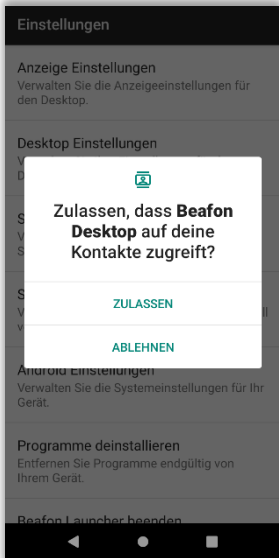 Einstellungen
Anzeige Einstellungen
Verwalten Sie die Anzeigeeinstellungen für
den Desktop.
Desktop Einstellungen
Zulassen, dass Beafon
Desktop auf deine
Kontakte zugreift?
ZULASSEN
ABLEHNEN
Android Einstellungen
Verwalten Sie die Systemeinstellungen für Ihr
Gerät.
Programme deinstallieren
Entfernen Sie Programme endgültig von
Ihrem Gerät.
Beafon Launcher beenden